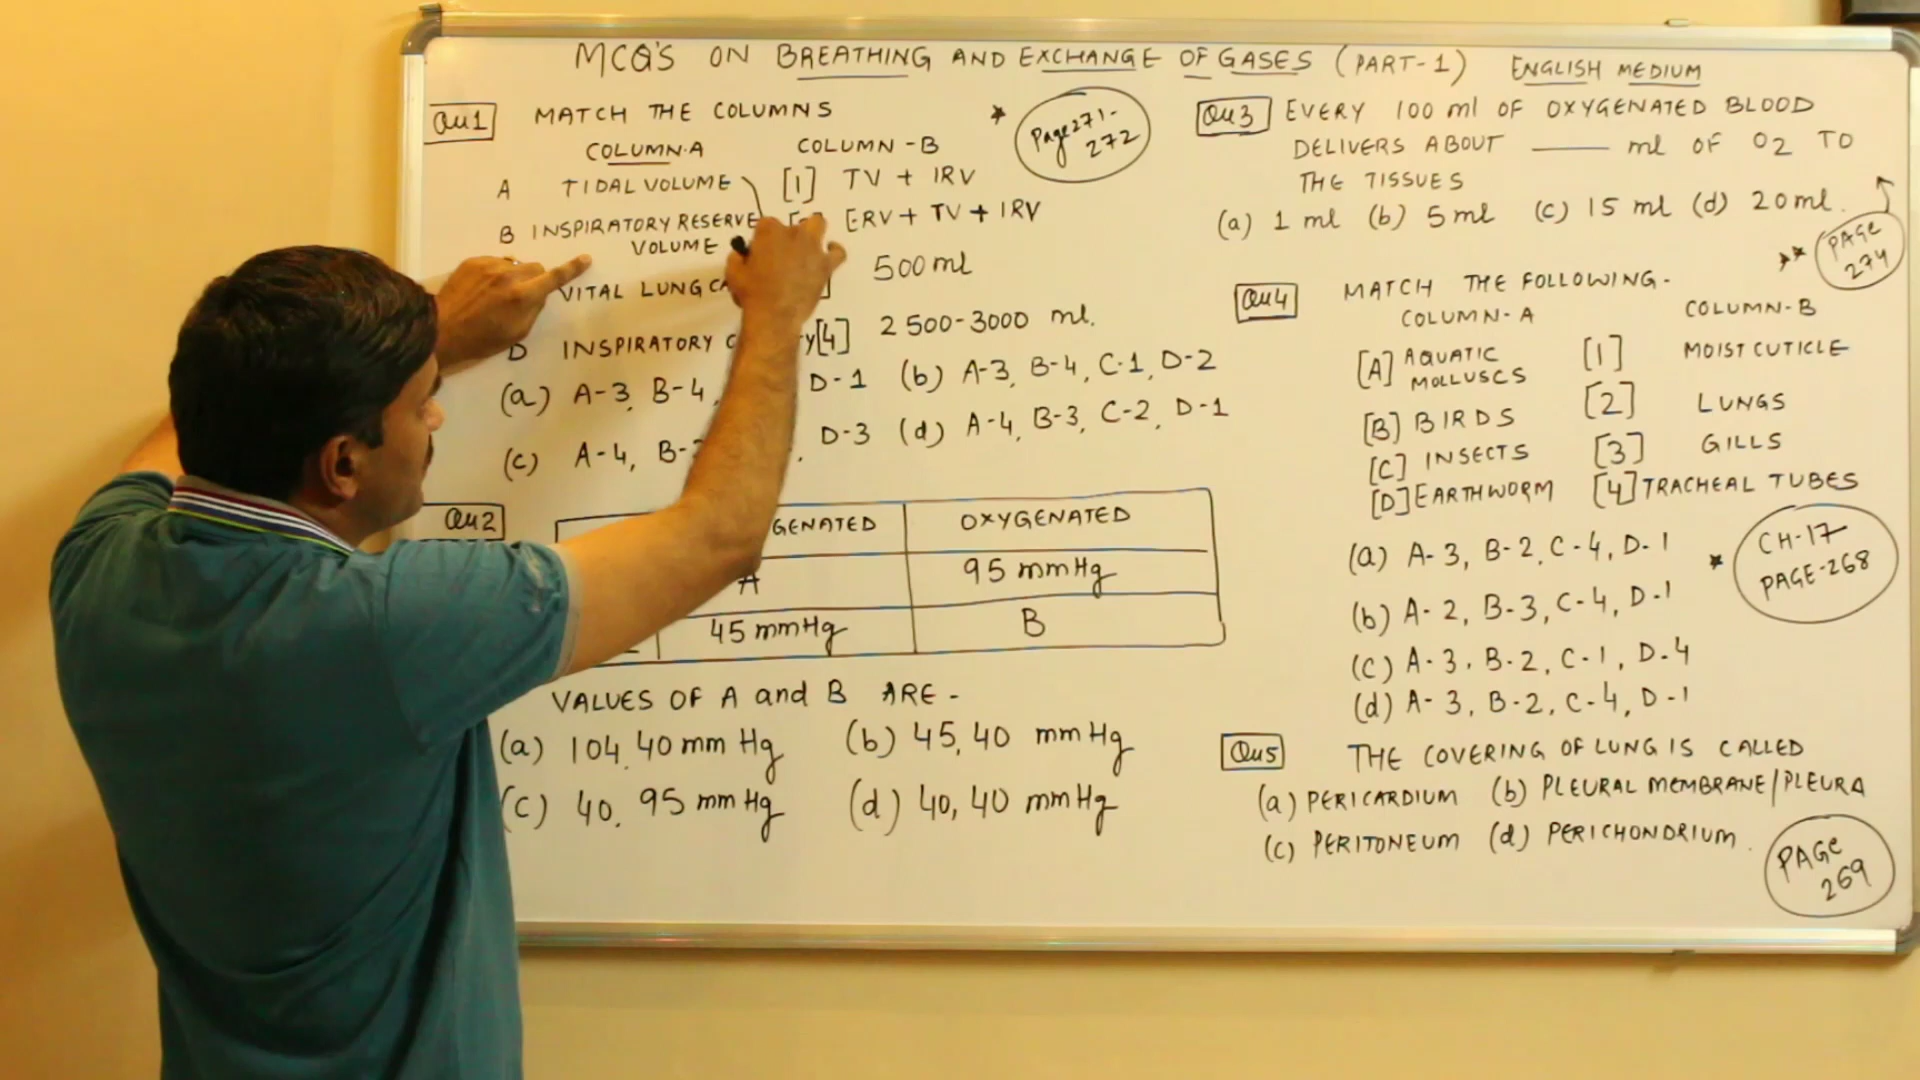 MCQ'S ON BREATHING AND EXCHANGE OF GASES (PART-1) ENGLISH MEDIUM
Qu1 MATCH THE COLUMNS
* Page 271-
272
COLUMN-A COLUMN-B
A TIDAL VOLUME [1] TV + IRV
B INSPIRATORY RESERVE ERV + TV + IRV
VOLUME
VITAL LUNG 500 ml
D INSPIRATORY [4] 2500-3000 ml.
(a) A-3, B-4, D-1 (b) A-3, B-4, C-1, D-2
(c) A-4, D-3 (d) A-4, B-3, C-2, D-1
Qu2
OXYGENATED
A 95 mmHg
45 mmHg B
VALUES OF A and B ARE -
(a) 104, 40 mm Hg (b) 45, 40 mmHg
(c) 40, 95 mmHg (d) 40, 40 mmHg
Qu3 EVERY 100 ml OF OXYGENATED BLOOD
DELIVERS ABOUT ____ ml OF O2 TO
THE TISSUES
(a) 1 ml (b) 5 ml (c) 15 ml (d) 20 ml.
** PAGE
274
Qu4 MATCH THE FOLLOWING-
COLUMN-A COLUMN-B
[A] AQUATIC [1] MOIST CUTICLE
MOLLUSCS
[B] BIRDS [2] LUNGS
[C] INSECTS [3] GILLS
[D] EARTHWORM [4] TRACHEAL TUBES
(a) A-3, B-2, C-4, D-1
* CH-17
PAGE-268
(b) A-2, B-3, C-4, D-1
(c) A-3, B-2, C-1, D-4
(d) A-3, B-2, C-4, D-1
Qu5 THE COVERING OF LUNG IS CALLED
(a) PERICARDIUM (b) PLEURAL MEMBRANE/PLEURA
(c) PERITONEUM (d) PERICHONDRIUM.
PAGE
269